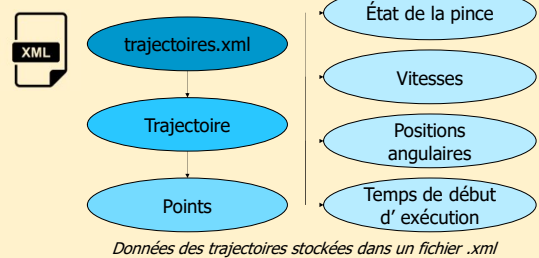 XML
trajectoires.xml
Trajectoire
Points
État de la pince
Vitesses
Positions
angulaires
Temps de début
d’ exécution
Données des trajectoires stockées dans un fichier .xml